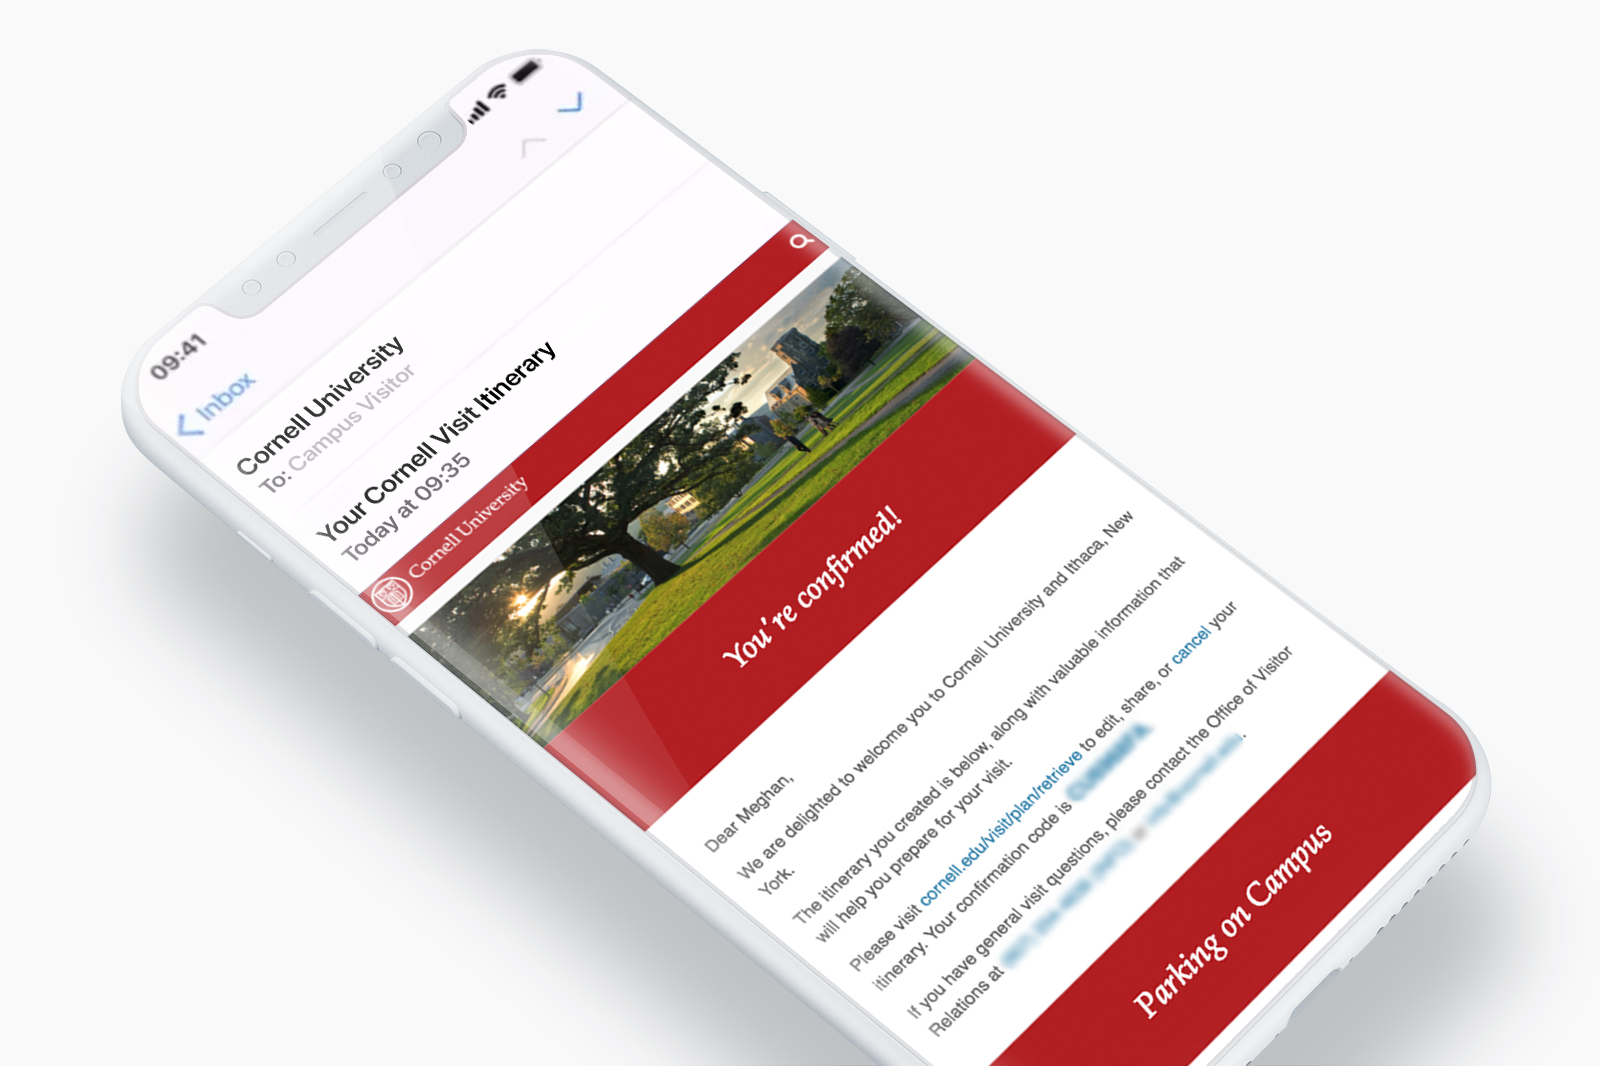 09:41
Inbox
Cornell University
To: Campus Visitor
Your Cornell Visit Itinerary
Today at 09:35
Cornell University
You're confirmed!
Dear Meghan,
We are delighted to welcome you to Cornell University and Ithaca, New
York.
The itinerary you created is below, along with valuable information that
will help you prepare for your visit.
Please visit cornell.edu/visit/plan/retrieve to edit, share, or cancel your
itinerary. Your confirmation code is
If you have general visit questions, please contact the Office of Visitor
Relations at
Parking on Campus